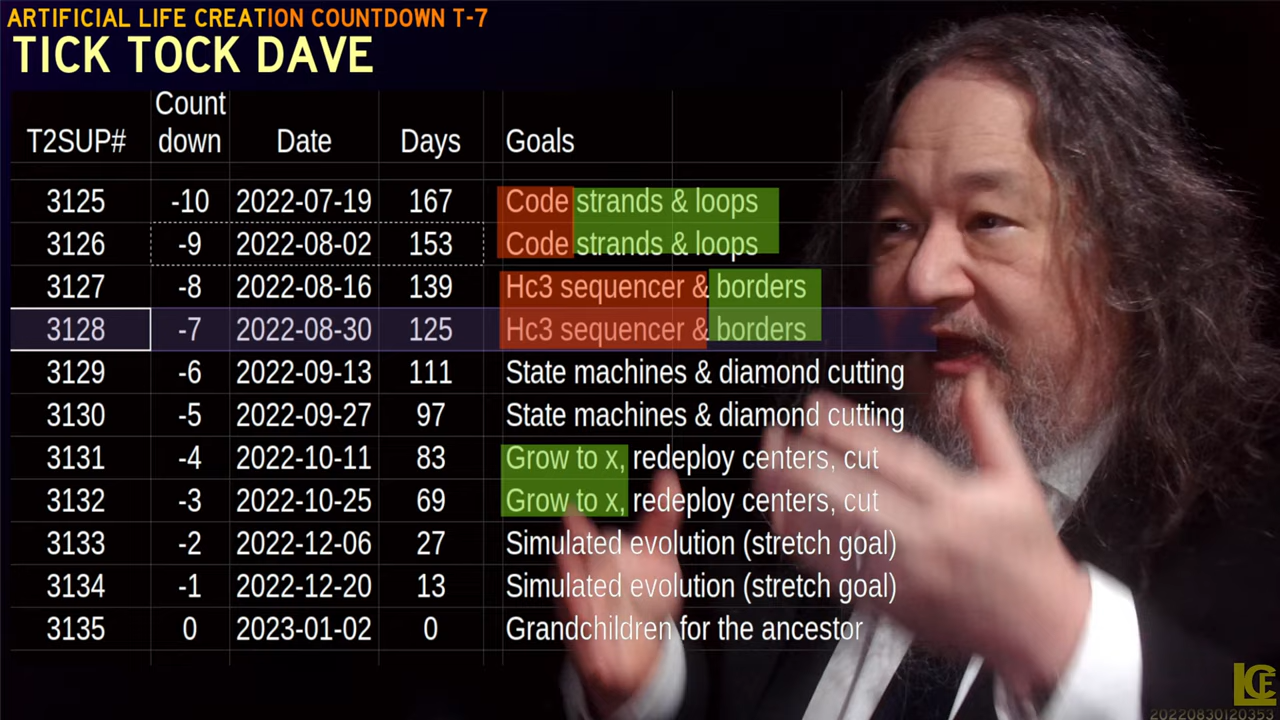 ARTIFICIAL LIFE CREATION COUNTDOWN T-7
TICK TOCK DAVE
T2SUP# Count down Date Days Goals
3125 -10 2022-07-19 167 Code strands & loops
3126 -9 2022-08-02 153 Code strands & loops
3127 -8 2022-08-16 139 Hc3 sequencer & borders
3128 -7 2022-08-30 125 Hc3 sequencer & borders
3129 -6 2022-09-13 111 State machines & diamond cutting
3130 -5 2022-09-27 97 State machines & diamond cutting
3131 -4 2022-10-11 83 Grow to x, redeploy centers, cut
3132 -3 2022-10-25 69 Grow to x, redeploy centers, cut
3133 -2 2022-12-06 27 Simulated evolution (stretch goal)
3134 -1 2022-12-20 13 Simulated evolution (stretch goal)
3135 0 2023-01-02 0 Grandchildren for the ancestor
20220830120353